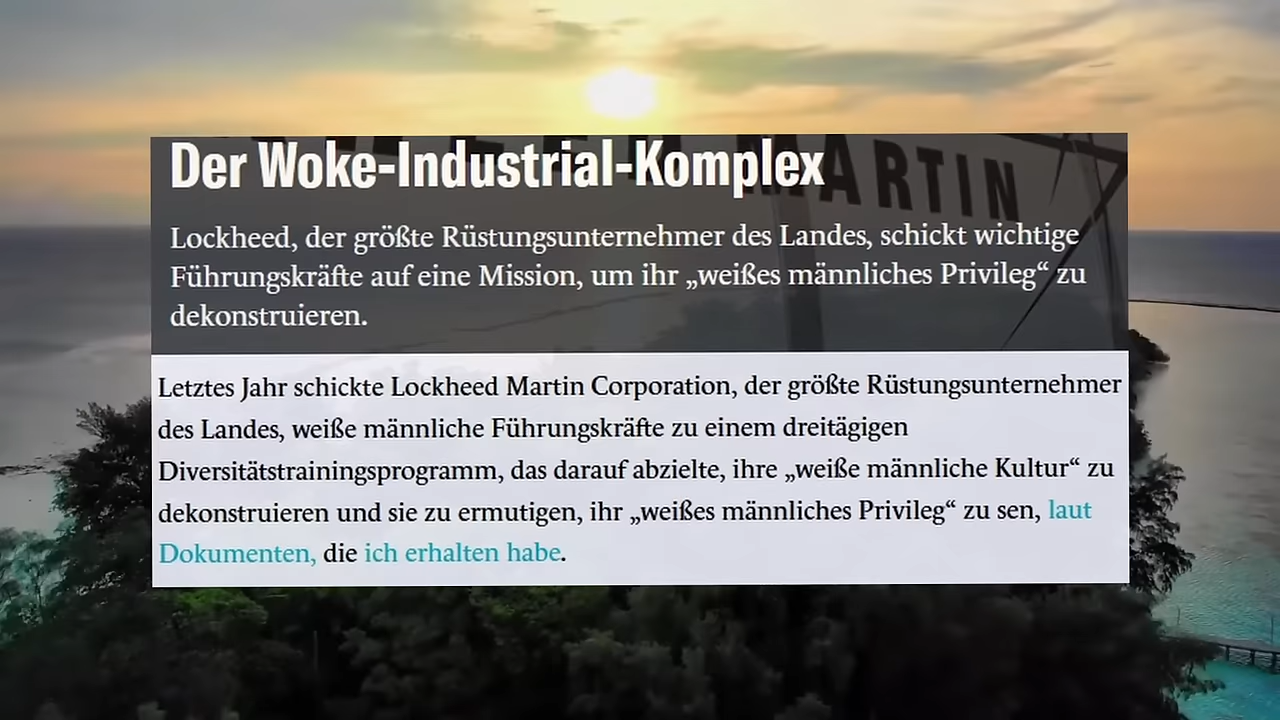 MARTIN
Der Woke-Industrial-Komplex
Lockheed, der größte Rüstungsunternehmer des Landes, schickt wichtige
Führungskräfte auf eine Mission, um ihr „weißes männliches Privileg“ zu
dekonstruieren.
Letztes Jahr schickte Lockheed Martin Corporation, der größte Rüstungsunternehmer
des Landes, weiße männliche Führungskräfte zu einem dreitägigen
Diversitätstrainingsprogramm, das darauf abzielte, ihre „weiße männliche Kultur“ zu
dekonstruieren und sie zu ermutigen, ihr „weißes männliches Privileg“ zu sen, laut
Dokumenten, die ich erhalten habe.